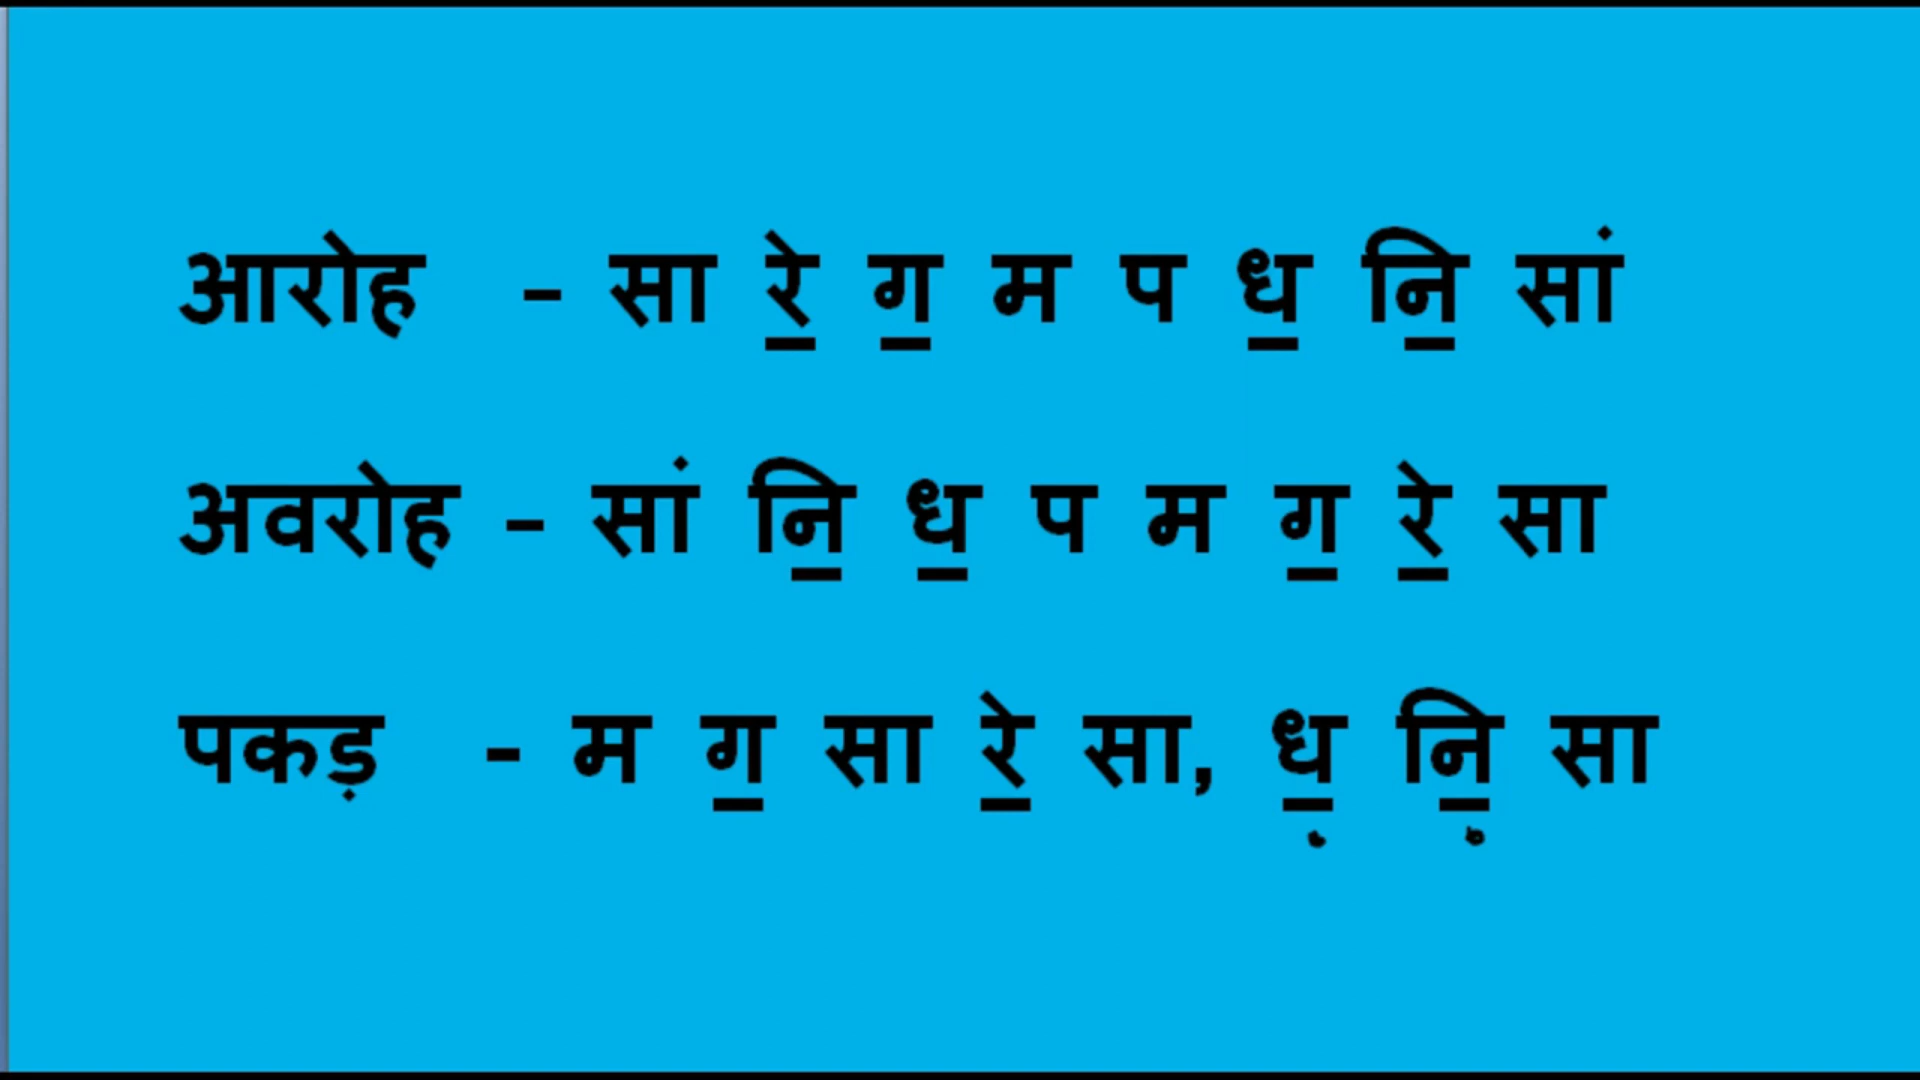 आरोह - सा रे॒ ग॒ म प ध॒ नि॒ सां
अवरोह - सां नि॒ ध॒ प म ग॒ रे॒ सा
पकड़ - म ग॒ सा रे॒ सा, ध़॒ नि़॒ सा